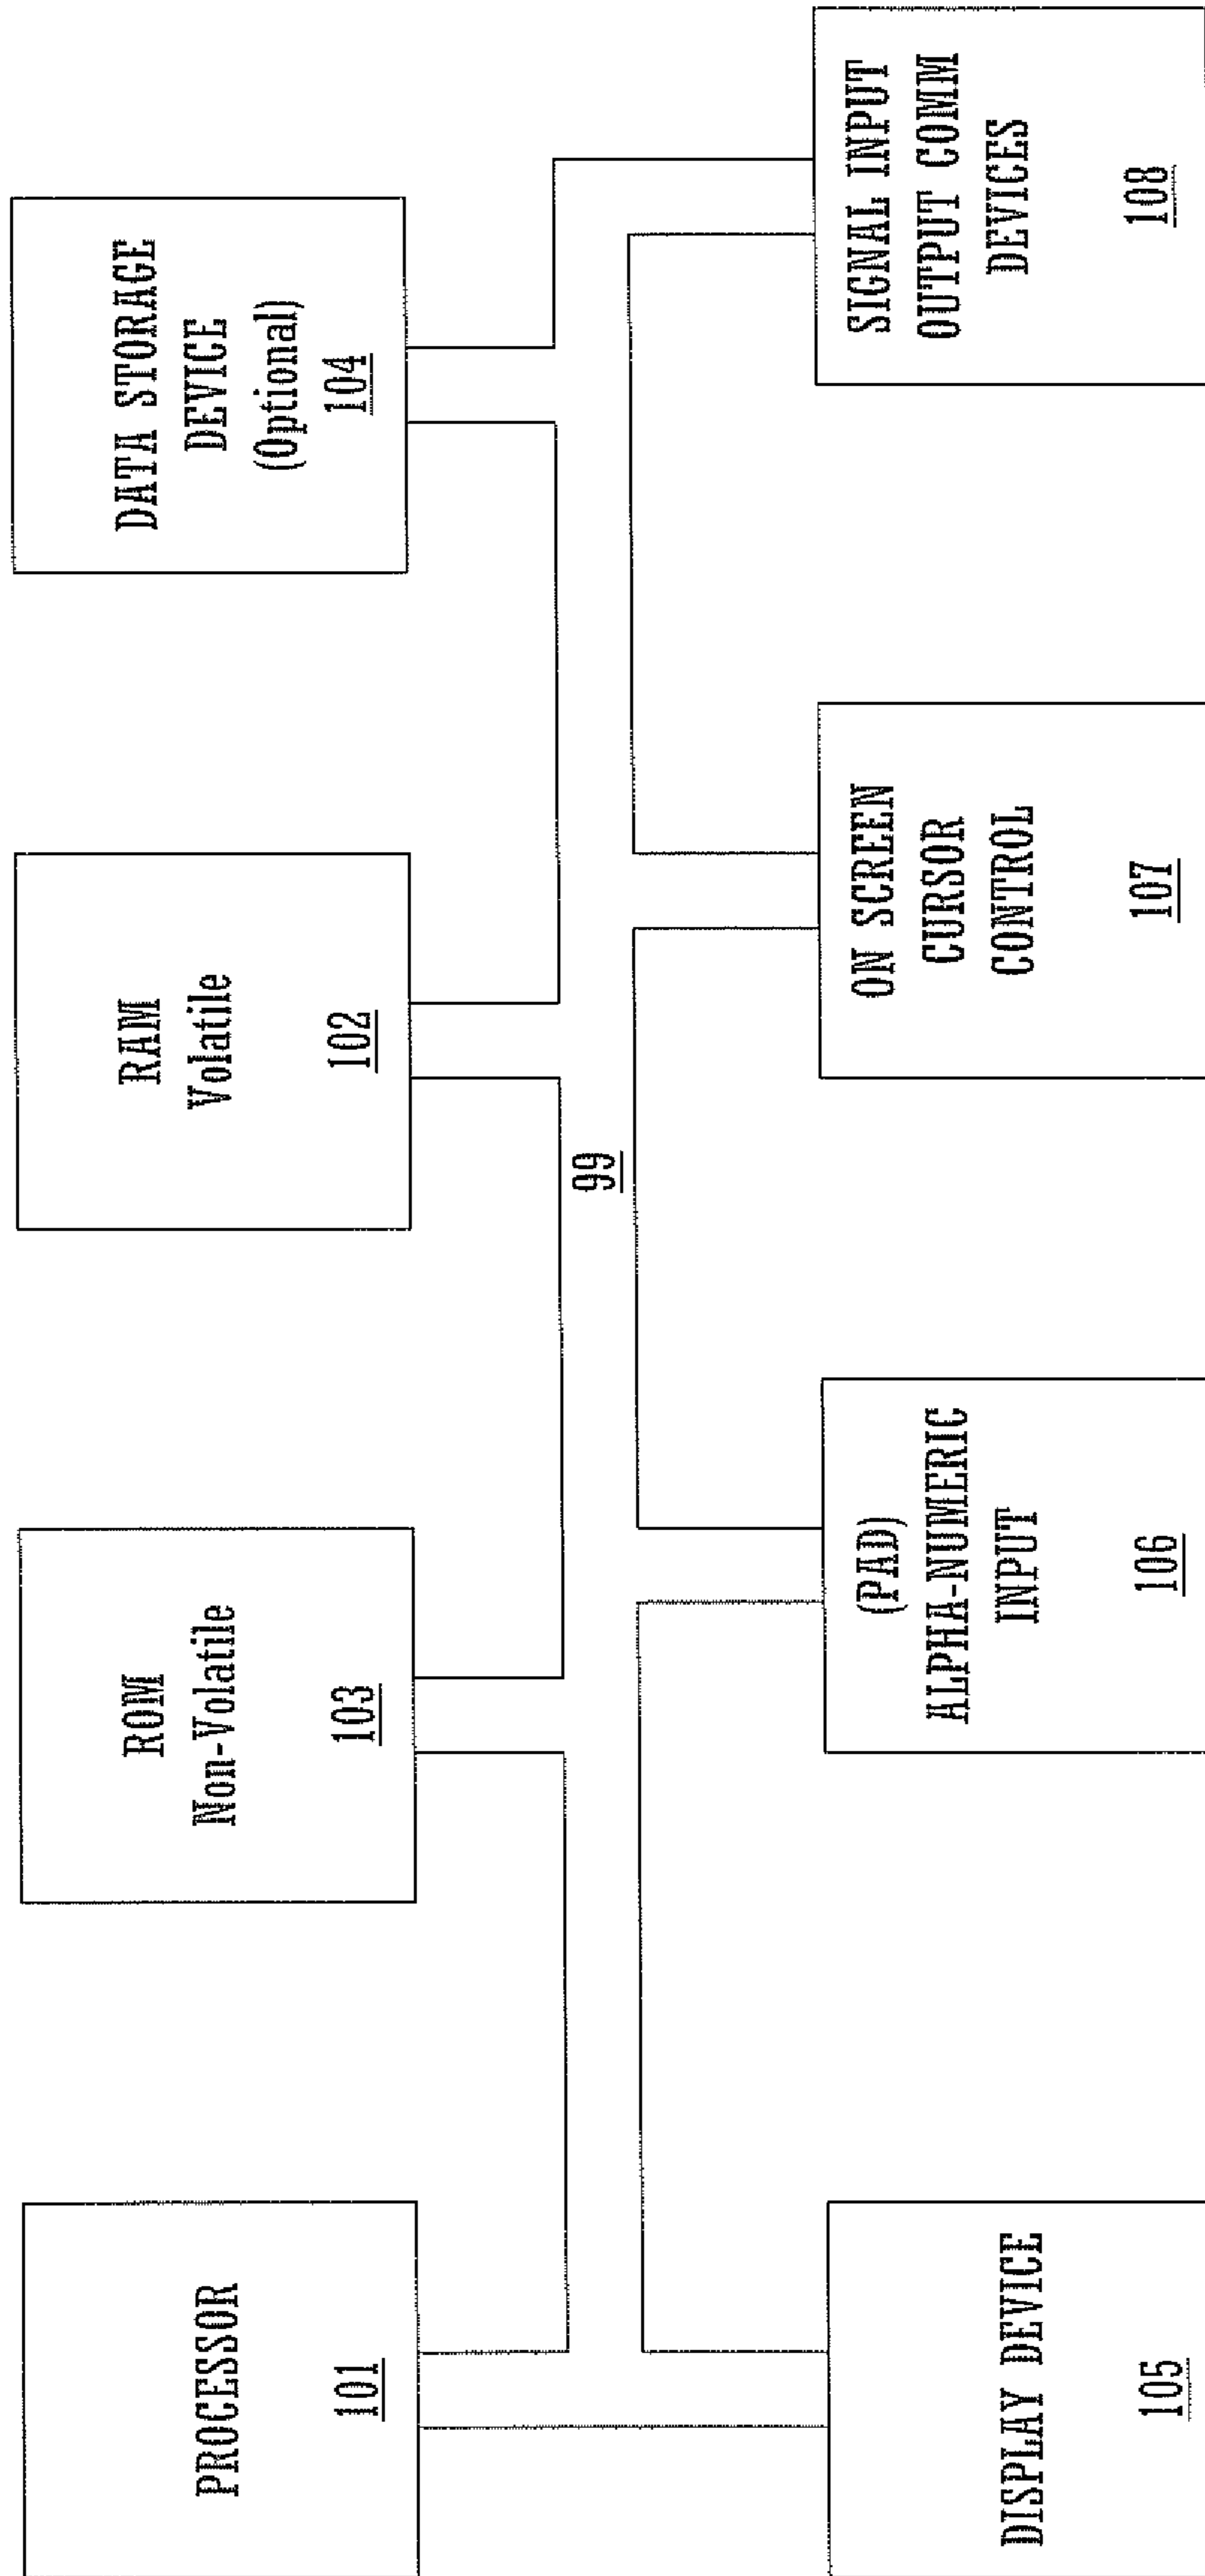 PROCESSOR
101
ROM
Non-Volatile
103
RAM
Volatile
102
DATA STORAGE
DEVICE
(Optional)
104
99
DISPLAY DEVICE
105
(PAD)
ALPHA-NUMERIC
INPUT
106
ON SCREEN
CURSOR
CONTROL
107
SIGNAL INPUT
OUTPUT COMM
DEVICES
108